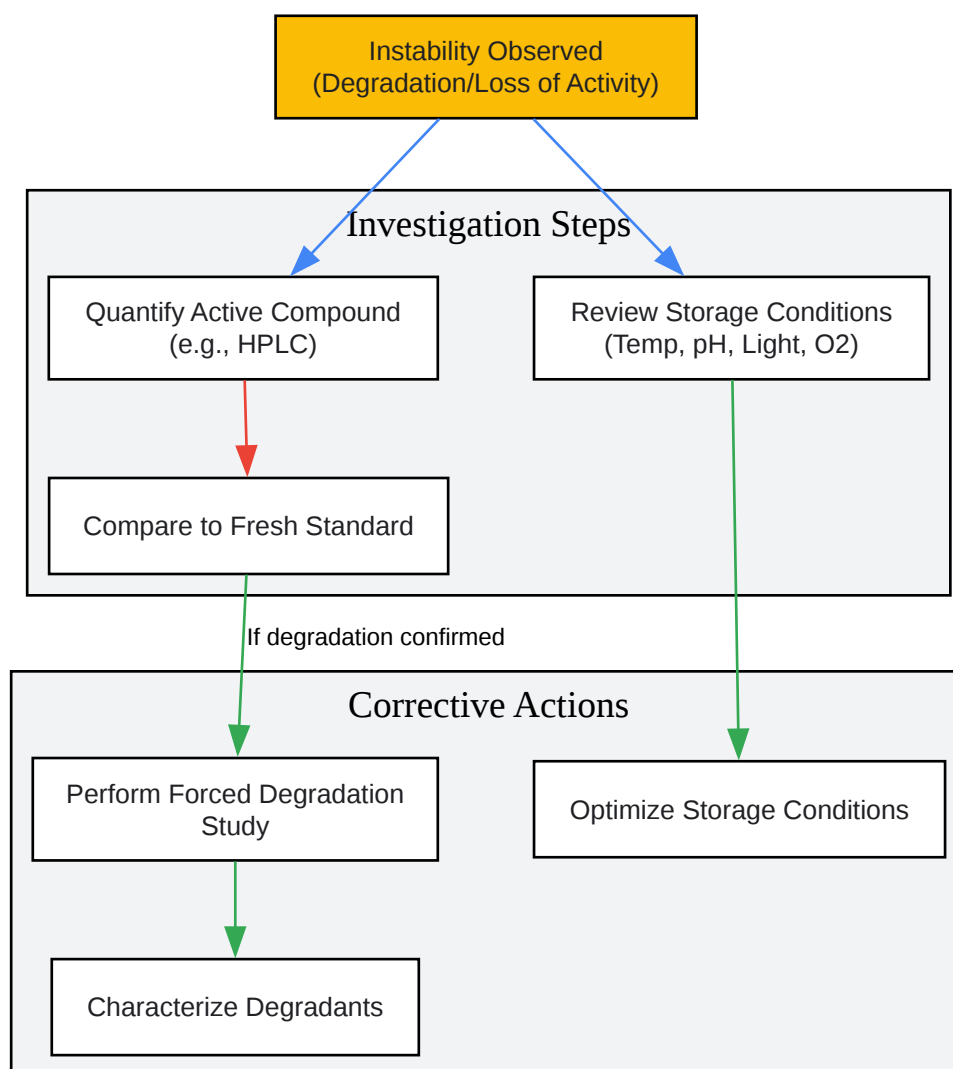 Instability Observed
(Degradation/Loss of Activity)
Investigation Steps
Quantify Active Compound
(e.g., HPLC)
Review Storage Conditions
(Temp, pH, Light, O2)
Compare to Fresh Standard
If degradation confirmed
Corrective Actions
Perform Forced Degradation
Study
Optimize Storage Conditions
Characterize Degradants